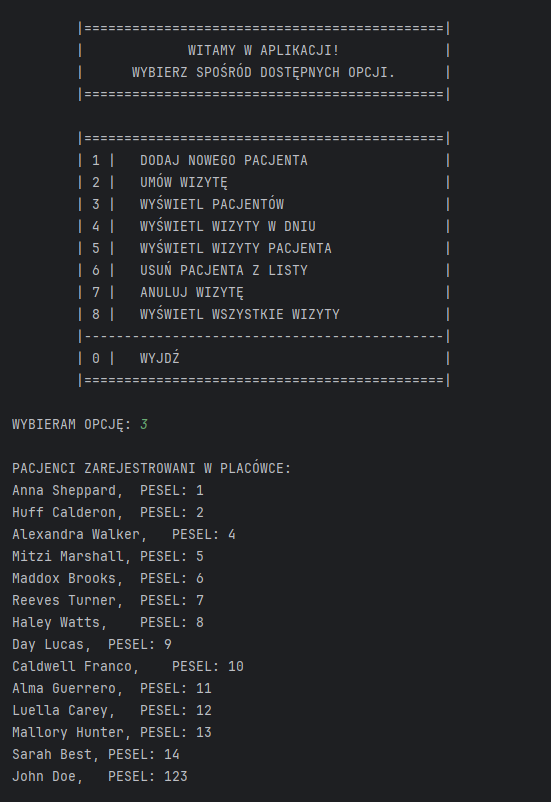 |=============================================|
|             WITAMY W APLIKACJI!             |
|      WYBIERZ SPOŚRÓD DOSTĘPNYCH OPCJI.      |
|=============================================|
|=============================================|
| 1 |   DODAJ NOWEGO PACJENTA                 |
| 2 |   UMÓW WIZYTĘ                           |
| 3 |   WYŚWIETL PACJENTÓW                    |
| 4 |   WYŚWIETL WIZYTY W DNIU                |
| 5 |   WYŚWIETL WIZYTY PACJENTA              |
| 6 |   USUŃ PACJENTA Z LISTY                 |
| 7 |   ANULUJ WIZYTĘ                         |
| 8 |   WYŚWIETL WSZYSTKIE WIZYTY             |
|---------------------------------------------|
| 0 |   WYJDŹ                                 |
|=============================================|
WYBIERAM OPCJĘ: 3
PACJENCI ZAREJESTROWANI W PLACÓWCE:
Anna Sheppard,  PESEL: 1
Huff Calderon,  PESEL: 2
Alexandra Walker,   PESEL: 4
Mitzi Marshall, PESEL: 5
Maddox Brooks,  PESEL: 6
Reeves Turner,  PESEL: 7
Haley Watts,    PESEL: 8
Day Lucas,  PESEL: 9
Caldwell Franco,    PESEL: 10
Alma Guerrero,  PESEL: 11
Luella Carey,   PESEL: 12
Mallory Hunter, PESEL: 13
Sarah Best, PESEL: 14
John Doe,   PESEL: 123